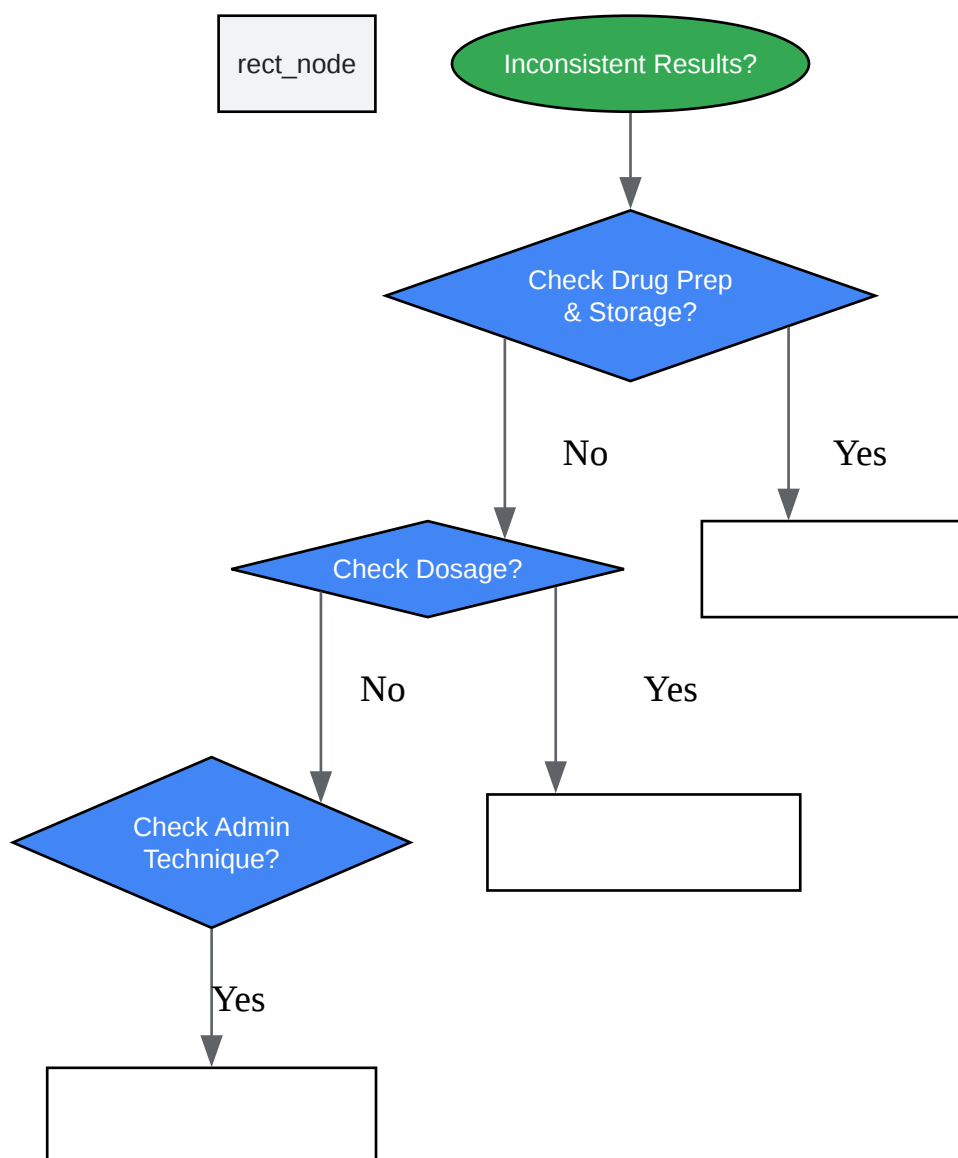 rect_node
Inconsistent Results?
Check Drug Prep
& Storage?
No
Yes
Check Dosage?
No
Yes
Check Admin
Technique?
Yes